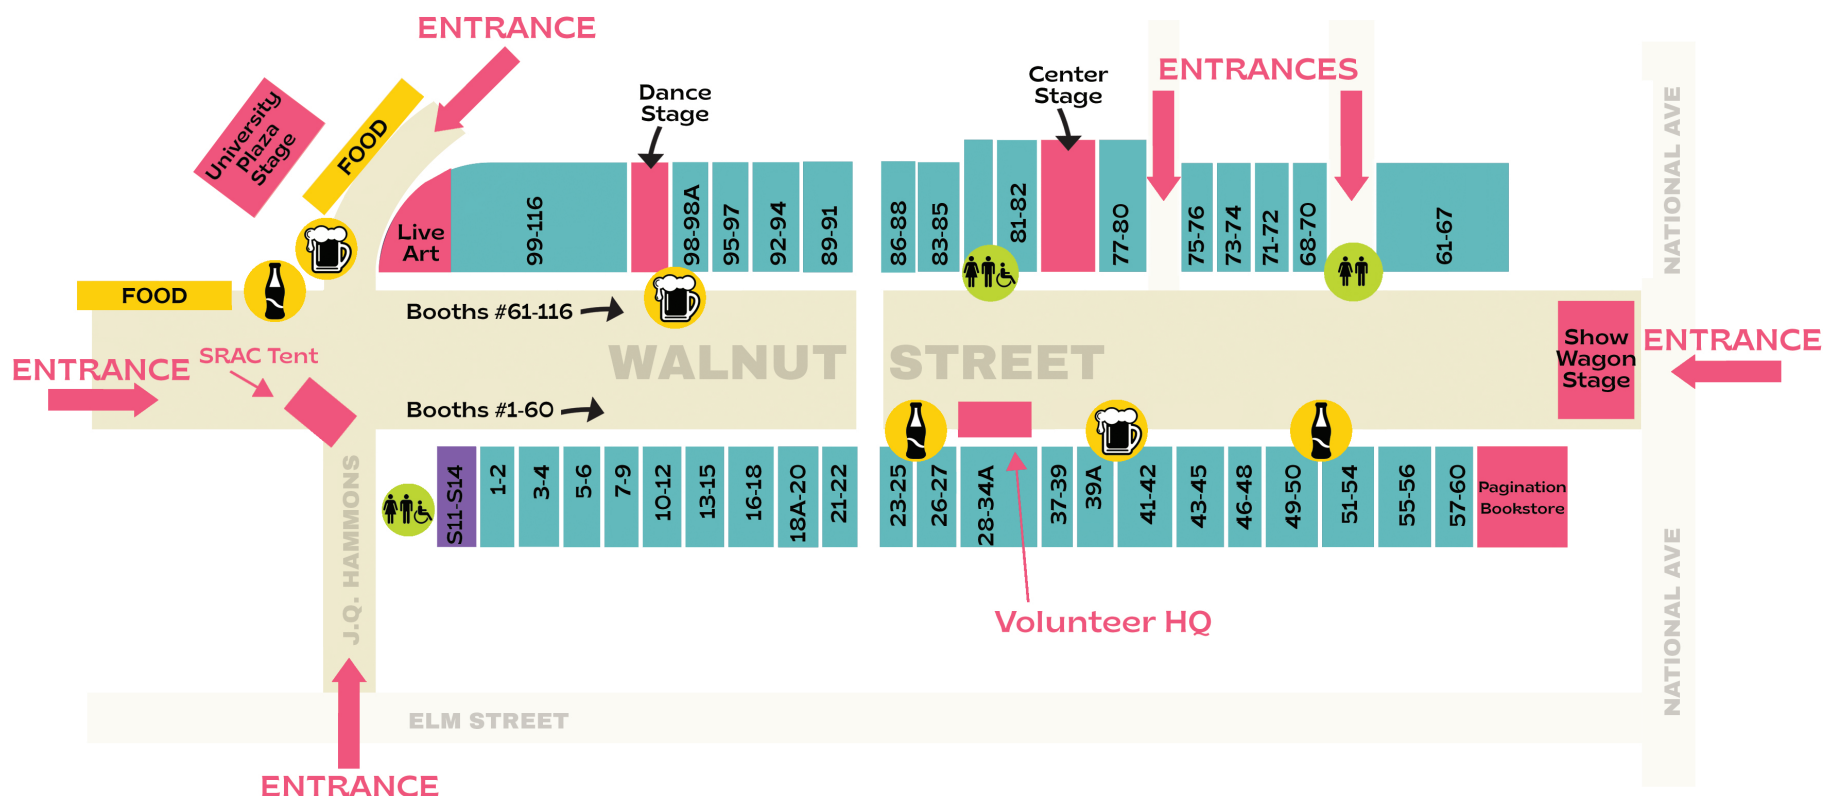 ENTRANCE
University
Plaza
Stage
FOOD
Dance
Stage
Center
Stage
ENTRANCES
NATIONAL AVE
Live
Art
99-116
98-98A
95-97
92-94
89-91
86-88
83-85
81-82
77-80
75-76
73-74
71-72
68-70
61-67
FOOD
Booths #61-116
SRAC Tent
ENTRANCE
WALNUT STREET
Show
Wagon
Stage
ENTRANCE
Booths #1-60
J.Q. HAMMONS
S11-S14
1-2
3-4
5-6
7-9
10-12
13-15
16-18
18A-20
21-22
23-25
26-27
28-34A
37-39
39A
41-42
43-45
46-48
49-50
51-54
55-56
57-60
Pagination
Bookstore
NATIONAL AVE
Volunteer HQ
ELM STREET
ENTRANCE